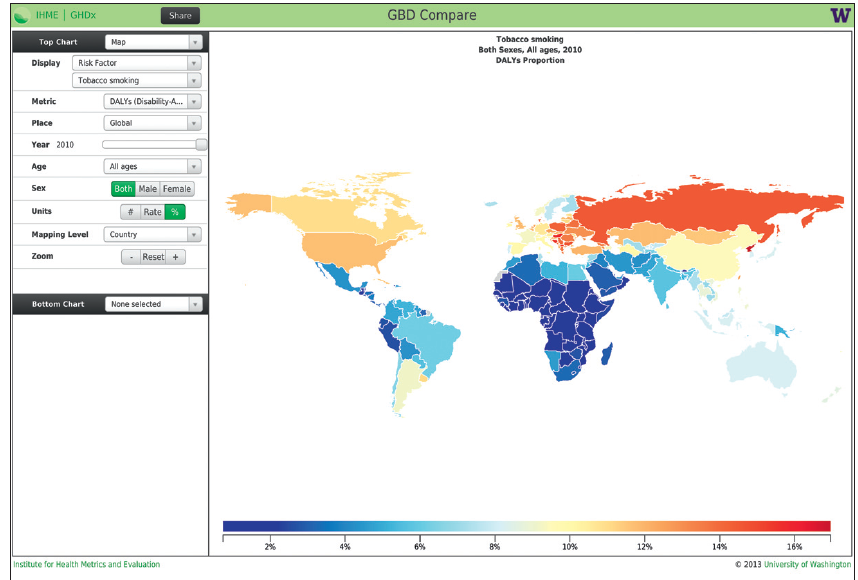 IHME | GHDx
Share
GBD Compare
W
Top Chart Map
Display Risk Factor
Tobacco smoking
Metric DALYs (Disability-A...
Place Global
Year 2010
Age All ages
Sex Both Male Female
Units # Rate %
Mapping Level Country
Zoom - Reset +
Bottom Chart None selected
Tobacco smoking
Both Sexes, All ages, 2010
DALYs Proportion
2% 4% 6% 8% 10% 12% 14% 16%
Institute for Health Metrics and Evaluation
© 2013 University of Washington